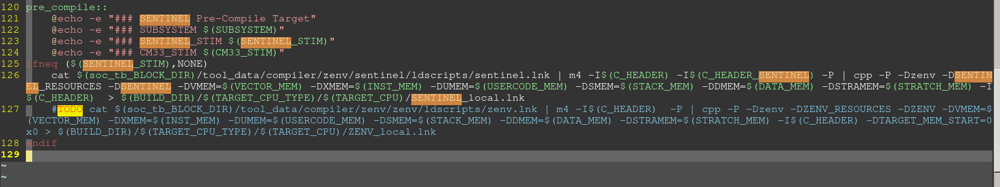 120 pre_compile::
121     @echo -e "### SENTINEL Pre-Compile Target"
122     @echo -e "### SUBSYSTEM $(SUBSYSTEM)"
123     @echo -e "### SENTINEL_STIM $(SENTINEL_STIM)"
124     @echo -e "### CM33_STIM $(CM33_STIM)"
125 ifneq ($(SENTINEL_STIM),NONE)
126     cat $(soc_tb_BLOCK_DIR)/tool_data/compiler/zenv/sentinel/ldscripts/sentinel.lnk | m4 -I$(C_HEADER) -I$(C_HEADER_SENTINEL) -P | cpp -P -Dzenv -DSENTIN
EL_RESOURCES -DSENTINEL -DVMEM=$(VECTOR_MEM) -DXMEM=$(INST_MEM) -DUMEM=$(USERCODE_MEM) -DSMEM=$(STACK_MEM) -DDMEM=$(DATA_MEM) -DSTRAMEM=$(STRATCH_MEM) -I
$(C_HEADER)  > $(BUILD_DIR)/$(TARGET_CPU_TYPE)/$(TARGET_CPU)/SENTINEL_local.lnk
127     #TODO cat $(soc_tb_BLOCK_DIR)/tool_data/compiler/zenv/zenv/ldscripts/zenv.lnk | m4 -I$(C_HEADER)  -P | cpp -P -Dzenv -DZENV_RESOURCES -DZENV -DVMEM=$
(VECTOR_MEM) -DXMEM=$(INST_MEM) -DUMEM=$(USERCODE_MEM) -DSMEM=$(STACK_MEM) -DDMEM=$(DATA_MEM) -DSTRAMEM=$(STRATCH_MEM) -I$(C_HEADER) -DTARGET_MEM_START=0
x0 > $(BUILD_DIR)/$(TARGET_CPU_TYPE)/$(TARGET_CPU)/ZENV_local.lnk
128 endif
129
~
~